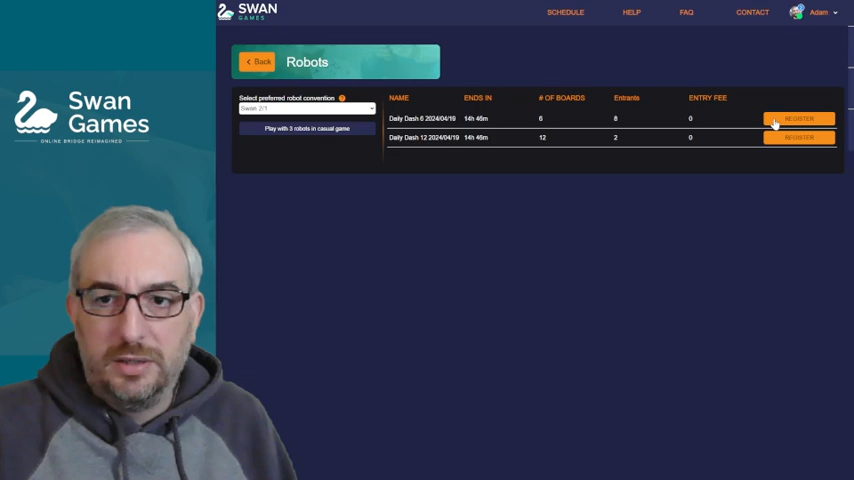 SWAN
GAMES
SCHEDULE
HELP
FAQ
CONTACT
Adam
Back
Robots
Swan
Games
ONLINE BRIDGE REIMAGINED
Select preferred robot convention
Swan 2/1
Play with 3 robots in casual game
NAME ENDS IN # OF BOARDS Entrants ENTRY FEE
Daily Dash 6 2024/04/19 14h 46m 6 8 0 REGISTER
Daily Dash 12 2024/04/19 14h 46m 12 2 0 REGISTER